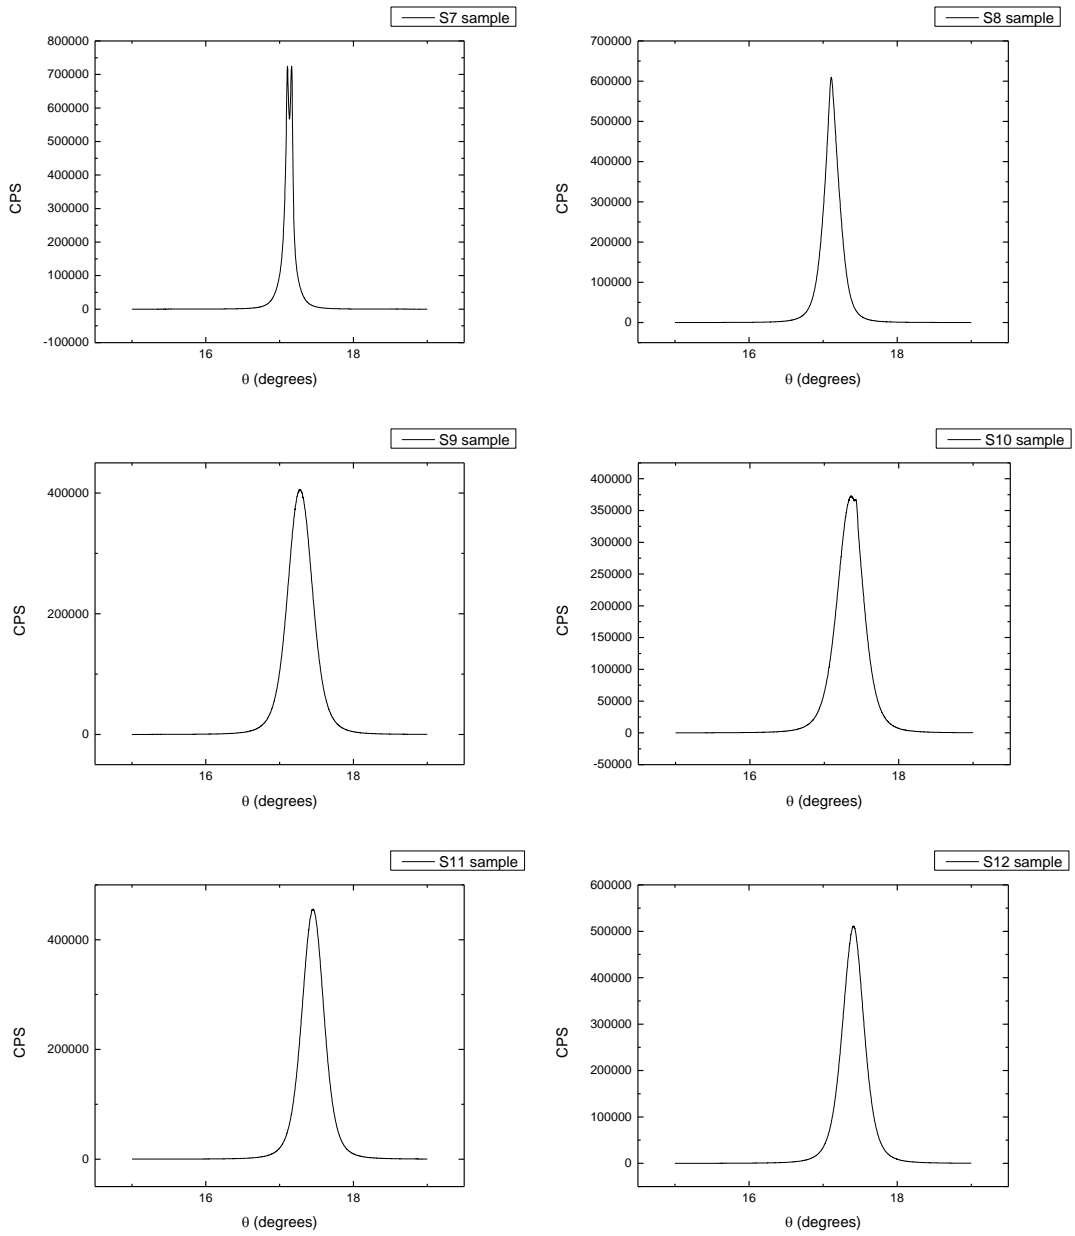 S7 sample
800000
700000
600000
500000
400000
300000
200000
100000
0
-100000
CPS
16
18
θ (degrees)
S8 sample
700000
600000
500000
400000
300000
200000
100000
0
CPS
16
18
θ (degrees)
S9 sample
400000
200000
0
CPS
16
18
θ (degrees)
S10 sample
400000
350000
300000
250000
200000
150000
100000
50000
0
-50000
CPS
16
18
θ (degrees)
S11 sample
400000
200000
0
CPS
16
18
θ (degrees)
S12 sample
600000
500000
400000
300000
200000
100000
0
CPS
16
18
θ (degrees)